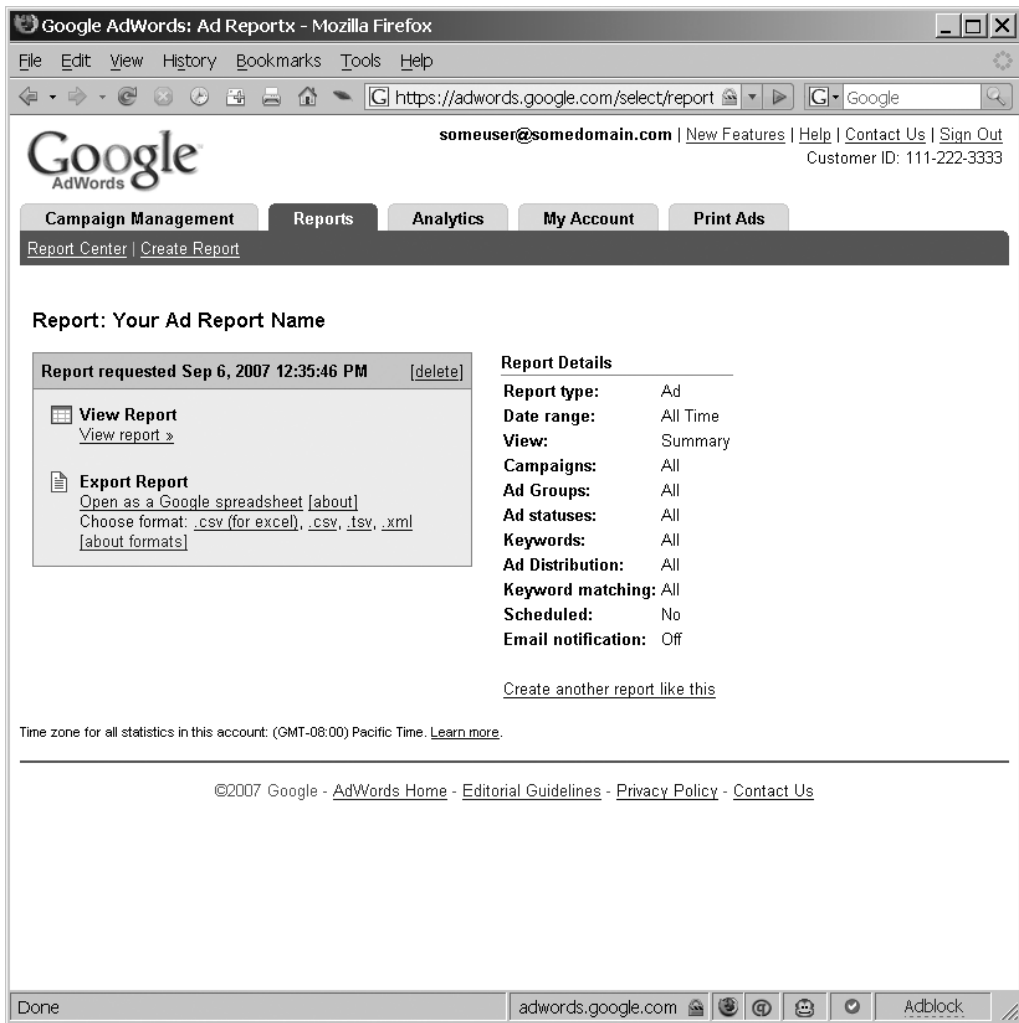 Google AdWords: Ad Reportx - Mozilla Firefox
File Edit View History Bookmarks Tools Help
G https://adwords.google.com/select/report G Google
someuser@somedomain.com | New Features | Help | Contact Us | Sign Out
Customer ID: 111-222-3333
Google
AdWords
Campaign Management Reports Analytics My Account Print Ads
Report Center | Create Report
Report: Your Ad Report Name
Report requested Sep 6, 2007 12:35:46 PM [delete]
View Report
View report »
Export Report
Open as a Google spreadsheet [about]
Choose format: .csv (for excel), .csv, .tsv, .xml
[about formats]
Report Details
Report type: Ad
Date range: All Time
View: Summary
Campaigns: All
Ad Groups: All
Ad statuses: All
Keywords: All
Ad Distribution: All
Keyword matching: All
Scheduled: No
Email notification: Off
Create another report like this
Time zone for all statistics in this account: (GMT-08:00) Pacific Time. Learn more.
©2007 Google - AdWords Home - Editorial Guidelines - Privacy Policy - Contact Us
Done adwords.google.com @ Adblock